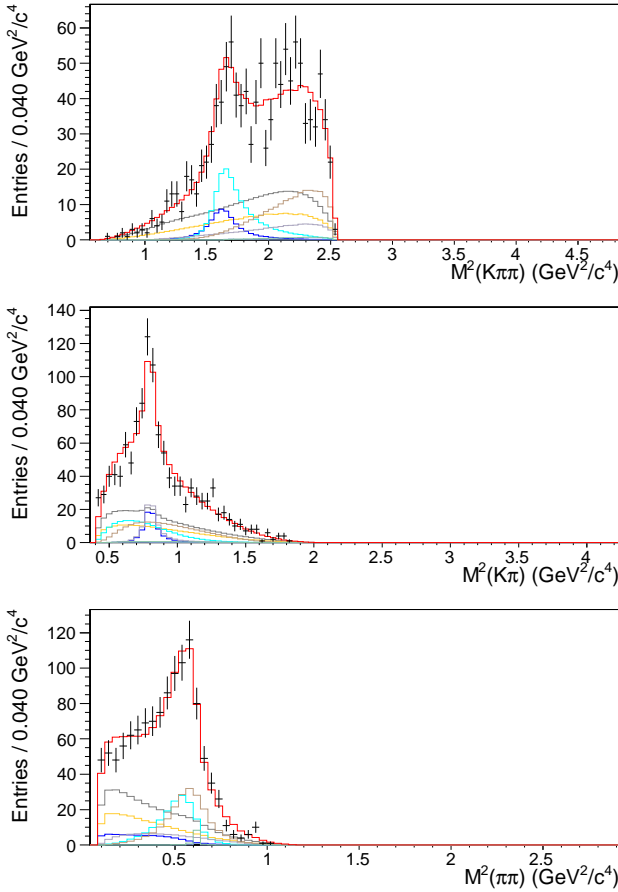 Entries / 0.040 GeV²/c⁴
60
50
40
30
20
10
0
1 1.5 2 2.5 3 3.5 4 4.5
M²(Kππ) (GeV²/c⁴)
Entries / 0.040 GeV²/c⁴
140
120
100
80
60
40
20
0
0.5 1 1.5 2 2.5 3 3.5 4
M²(Kπ) (GeV²/c⁴)
Entries / 0.040 GeV²/c⁴
120
100
80
60
40
20
0
0.5 1 1.5 2 2.5
M²(ππ) (GeV²/c⁴)